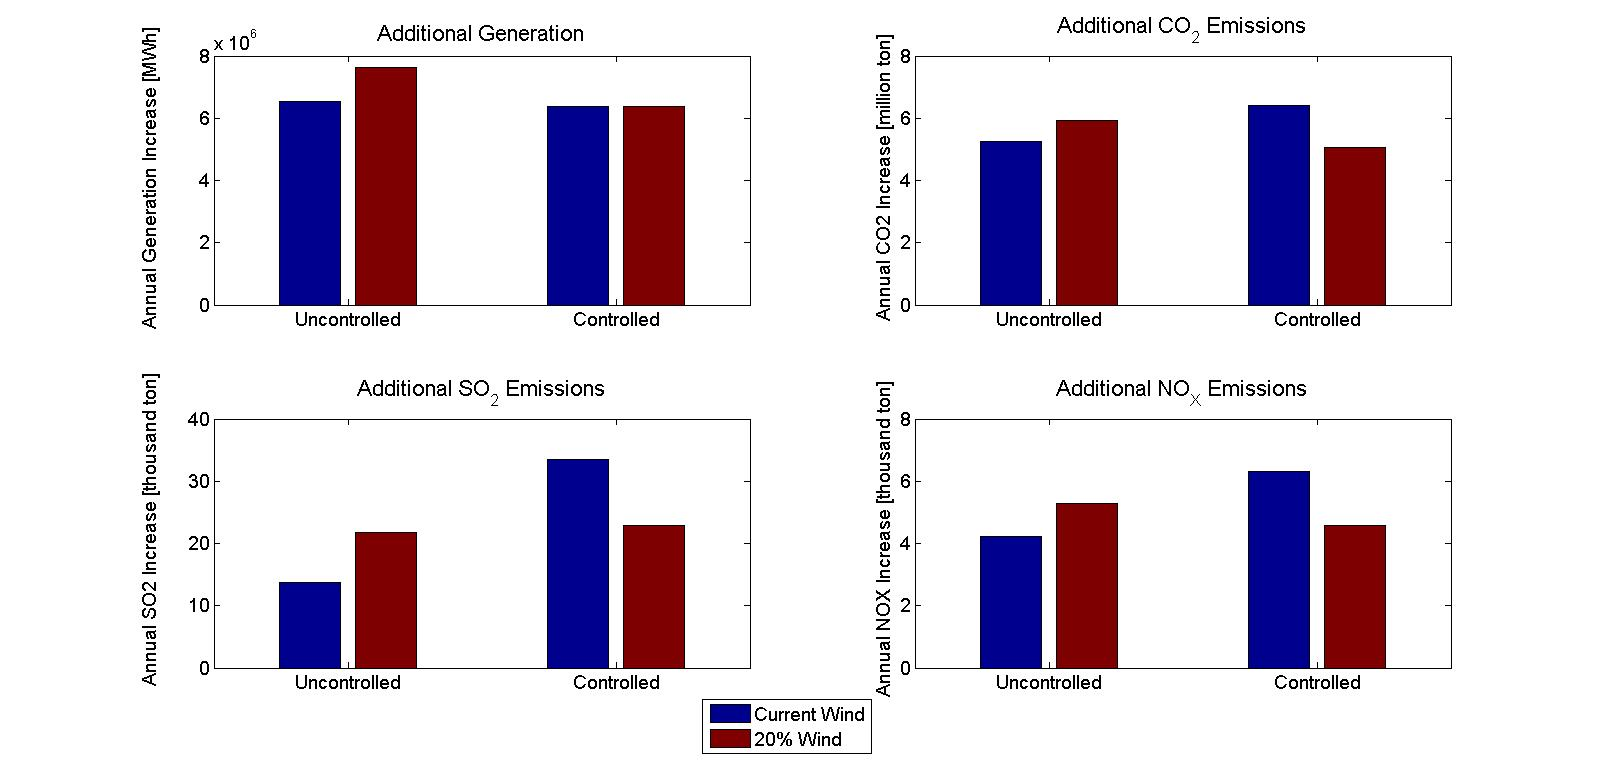 Additional Generation
x 10^6
Annual Generation Increase [MWh]
8
6
4
2
0
Uncontrolled Controlled
Additional CO2 Emissions
Annual CO2 Increase [million ton]
8
6
4
2
0
Uncontrolled Controlled
Additional SO2 Emissions
Annual SO2 Increase [thousand ton]
40
30
20
10
0
Uncontrolled Controlled
Additional NOX Emissions
Annual NOX Increase [thousand ton]
8
6
4
2
0
Uncontrolled Controlled
Current Wind
20% Wind